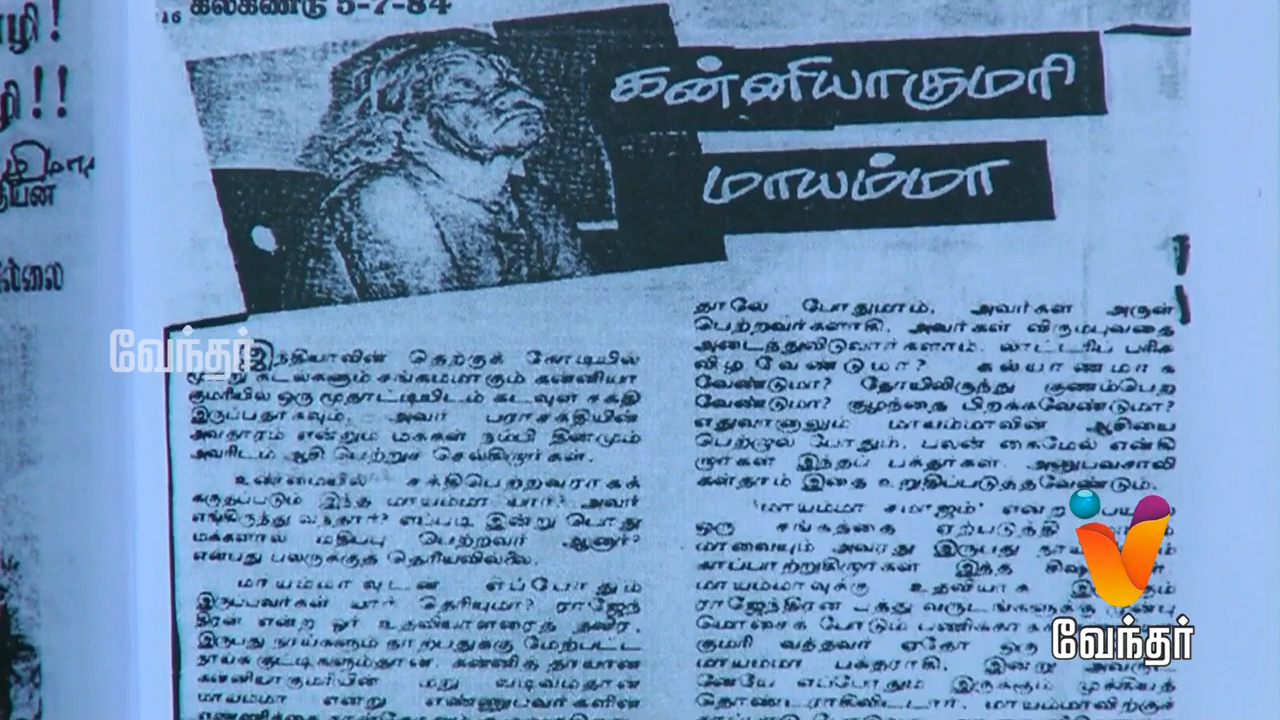 16 கல்கண்டு 5-7-84
கன்னியாகுமரி
மாயம்மா
இந்தியாவின் தெற்குக் கோடியில்
மூன்று கடல்களும் சங்கமமாகும் கன்னியா
குமரியில் ஒரு மூதாட்டியிடம் கடவுள் சக்தி
இருப்பதாகவும், அவர் பராசக்தியின்
அவதாரம் என்றும் மக்கள் நம்பி தினமும்
அவரிடம் ஆசி பெற்றுச் செல்கிறார்கள்.
உண்மையில் சக்திபெற்றவராகக்
கருதப்படும் இந்த மாயம்மா யார்? அவர்
எங்கிருந்து வந்தார்? எப்படி இன்று பொது
மக்களால் மதிப்பு பெற்றவர் ஆனார்?
என்பது பலருக்குத் தெரியவில்லை.
மாயம்மாவுடன் எப்போதும்
இருப்பவர்கள் யார் தெரியுமா? ராஜேந்
திரன் என்ற ஓர் உதவியாளரைத் தவிர,
இருபது நாய்களும் நாற்பதுக்கு மேற்பட்ட
நாய்க்குட்டிகளும்தான். கன்னித் தாயான
கன்னியாகுமரியின் மறு வடிவம்தான்
மாயம்மா என்று எண்ணுபவர்களின்
தாலே போதுமாம். அவர்கள் அருள்
பெற்றவர்களாகி, அவர்கள் விரும்புவதை
அடைந்துவிடுவார்களாம். லாட்டரிப் பரிசு
விழ வேண்டுமா? கல்யாணமாக
வேண்டுமா? நோயிலிருந்து குணம்பெற
வேண்டுமா? குழந்தை பிறக்கவேண்டுமா?
எதுவானாலும் மாயம்மாவின் ஆசியை
பெற்றால் போதும். பலன் கைமேல் என்கி
றார்கள் இந்தப் பக்தர்கள். அனுபவசாலி
கள்தாம் இதை உறுதிப்படுத்தவேண்டும்.
'மாயம்மா சமாஜம்' என்ற
ஒரு சங்கத்தை ஏற்படுத்தி
மாவையும் அவரது இருபது
காப்பாற்றுகிறார்கள் இந்த
மாயம்மாவுக்கு உதவியாக
ராஜேந்திரன் பத்து வருடங்களுக்கு
மொசைக் போடும் பணிக்காக
குமரி வந்தவர் ஏதோ ஒரு
மாயம்மா பக்தராகி, இன்று
னேயே எப்போதும் இருக்கும் முக்கியத்
தொண்டராகிவிட்டார். மாயம்மாவிற்குச்
வேந்தர்
வேந்தர்